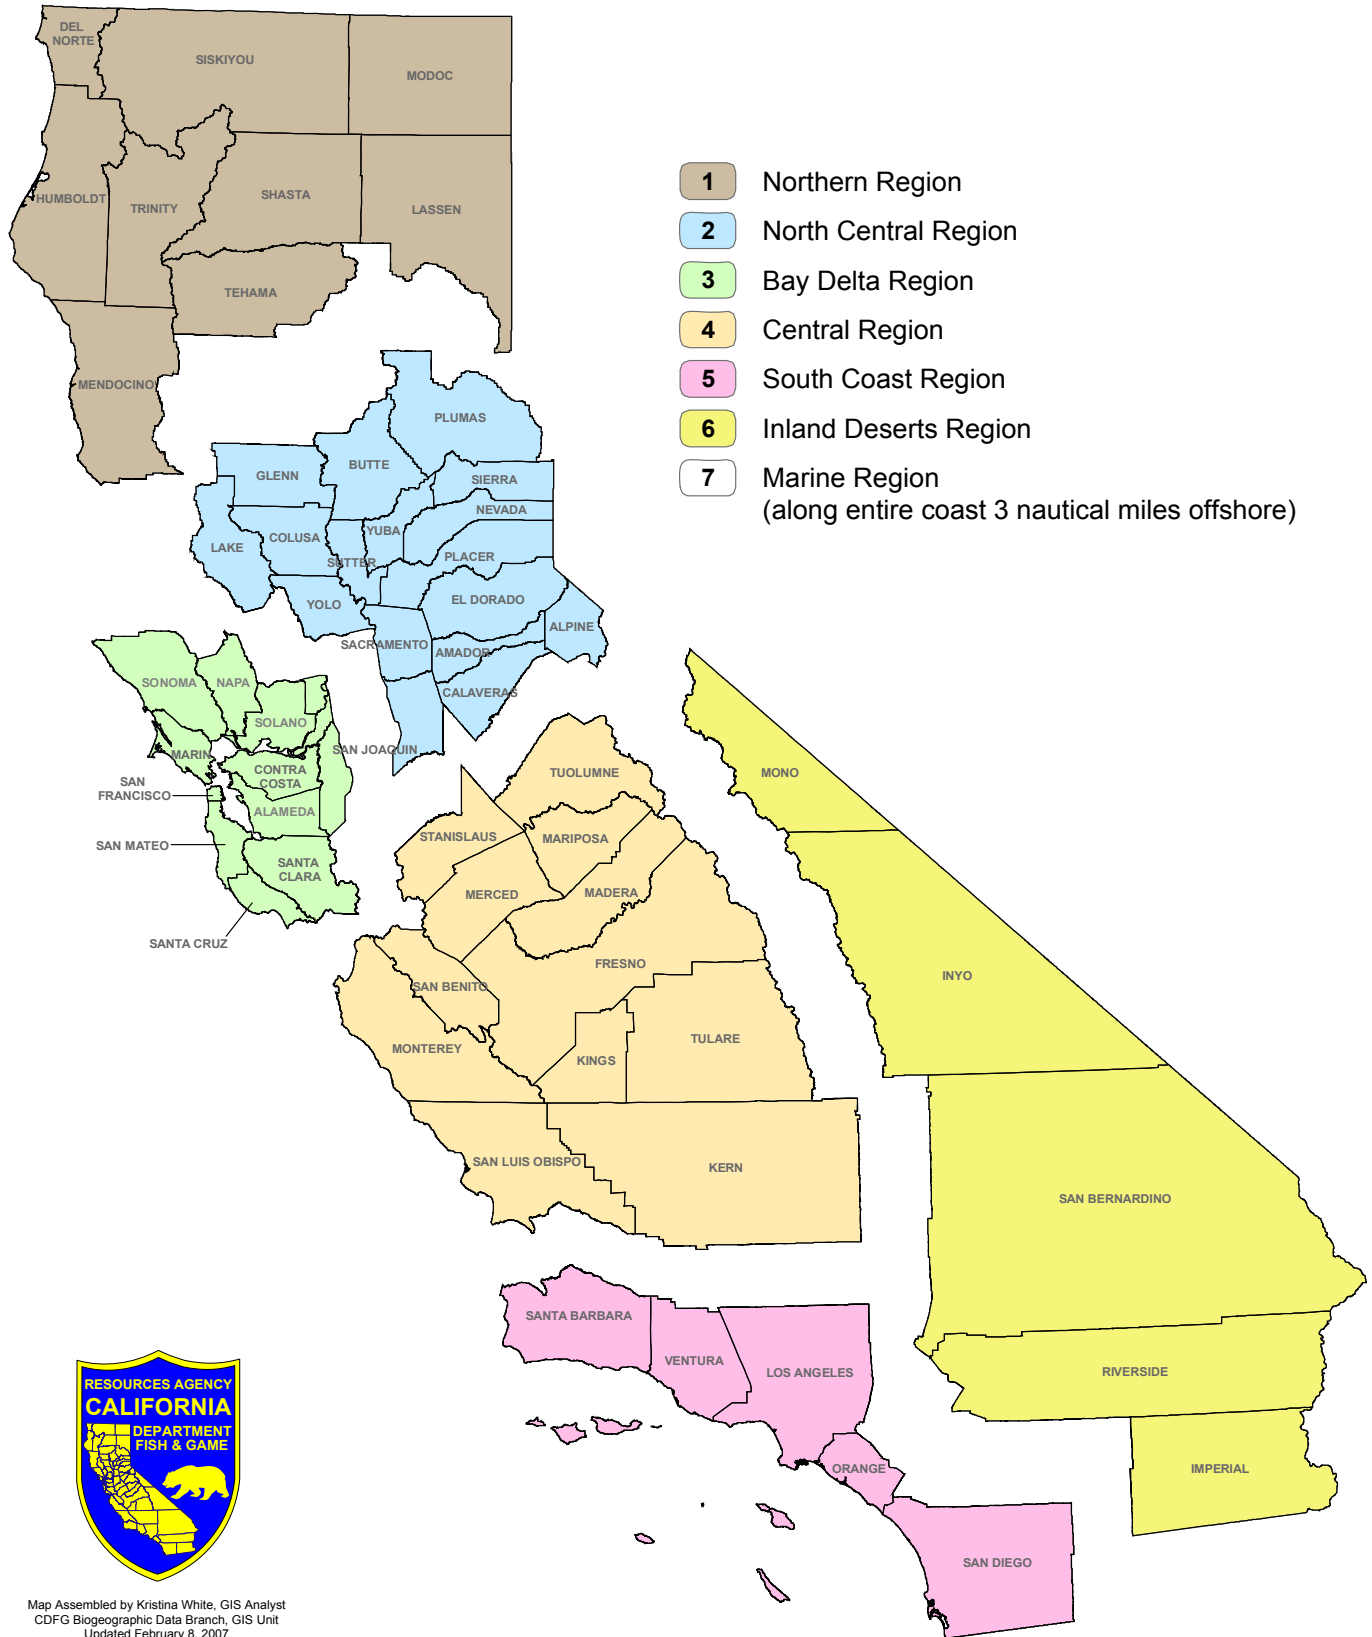 DEL
NORTE
SISKIYOU
MODOC
HUMBOLDT
TRINITY
SHASTA
LASSEN
TEHAMA
MENDOCINO
1 Northern Region
2 North Central Region
3 Bay Delta Region
4 Central Region
5 South Coast Region
6 Inland Deserts Region
7 Marine Region
(along entire coast 3 nautical miles offshore)
PLUMAS
BUTTE
GLENN
SIERRA
NEVADA
YUBA
COLUSA
LAKE
SUTTER
PLACER
YOLO
EL DORADO
ALPINE
SACRAMENTO
AMADOR
CALAVERAS
SAN JOAQUIN
SONOMA
NAPA
SOLANO
MARIN
CONTRA
COSTA
SAN
FRANCISCO
ALAMEDA
SAN MATEO
SANTA
CLARA
SANTA CRUZ
TUOLUMNE
STANISLAUS
MARIPOSA
MERCED
MADERA
FRESNO
SAN BENITO
MONTEREY
KINGS
TULARE
SAN LUIS OBISPO
KERN
MONO
INYO
SAN BERNARDINO
RIVERSIDE
IMPERIAL
SANTA BARBARA
VENTURA
LOS ANGELES
ORANGE
SAN DIEGO
RESOURCES AGENCY
CALIFORNIA
DEPARTMENT
FISH & GAME
Map Assembled by Kristina White, GIS Analyst
CDFG Biogeographic Data Branch, GIS Unit
Updated February 8, 2007